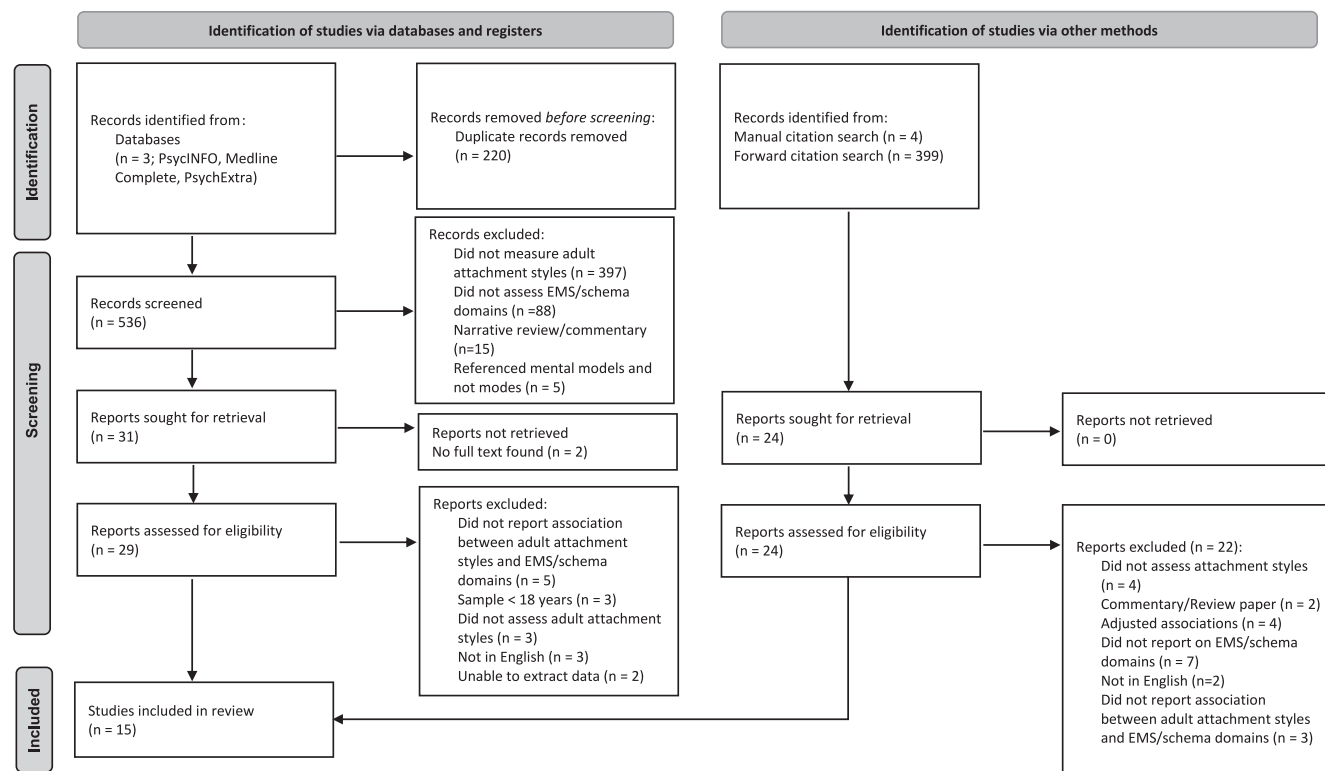 Identification of studies via databases and registers
Identification of studies via other methods
Identification
Records identified from:
Databases
(n = 3; PsycINFO, Medline
Complete, PsychExtra)
Records removed before screening:
Duplicate records removed
(n = 220)
Records identified from:
Manual citation search (n = 4)
Forward citation search (n = 399)
Screening
Records screened
(n = 536)
Records excluded:
Did not measure adult
attachment styles (n = 397)
Did not assess EMS/schema
domains (n =88)
Narrative review/commentary
(n=15)
Referenced mental models and
not modes (n = 5)
Reports sought for retrieval
(n = 31)
Reports not retrieved
No full text found (n = 2)
Reports sought for retrieval
(n = 24)
Reports not retrieved
(n = 0)
Reports assessed for eligibility
(n = 29)
Reports excluded:
Did not report association
between adult attachment
styles and EMS/schema
domains (n = 5)
Sample < 18 years (n = 3)
Did not assess adult attachment
styles (n = 3)
Not in English (n = 3)
Unable to extract data (n = 2)
Reports assessed for eligibility
(n = 24)
Reports excluded (n = 22):
Did not assess attachment styles
(n = 4)
Commentary/Review paper (n = 2)
Adjusted associations (n = 4)
Did not report on EMS/schema
domains (n = 7)
Not in English (n=2)
Did not report association
between adult attachment styles
and EMS/schema domains (n = 3)
Included
Studies included in review
(n = 15)